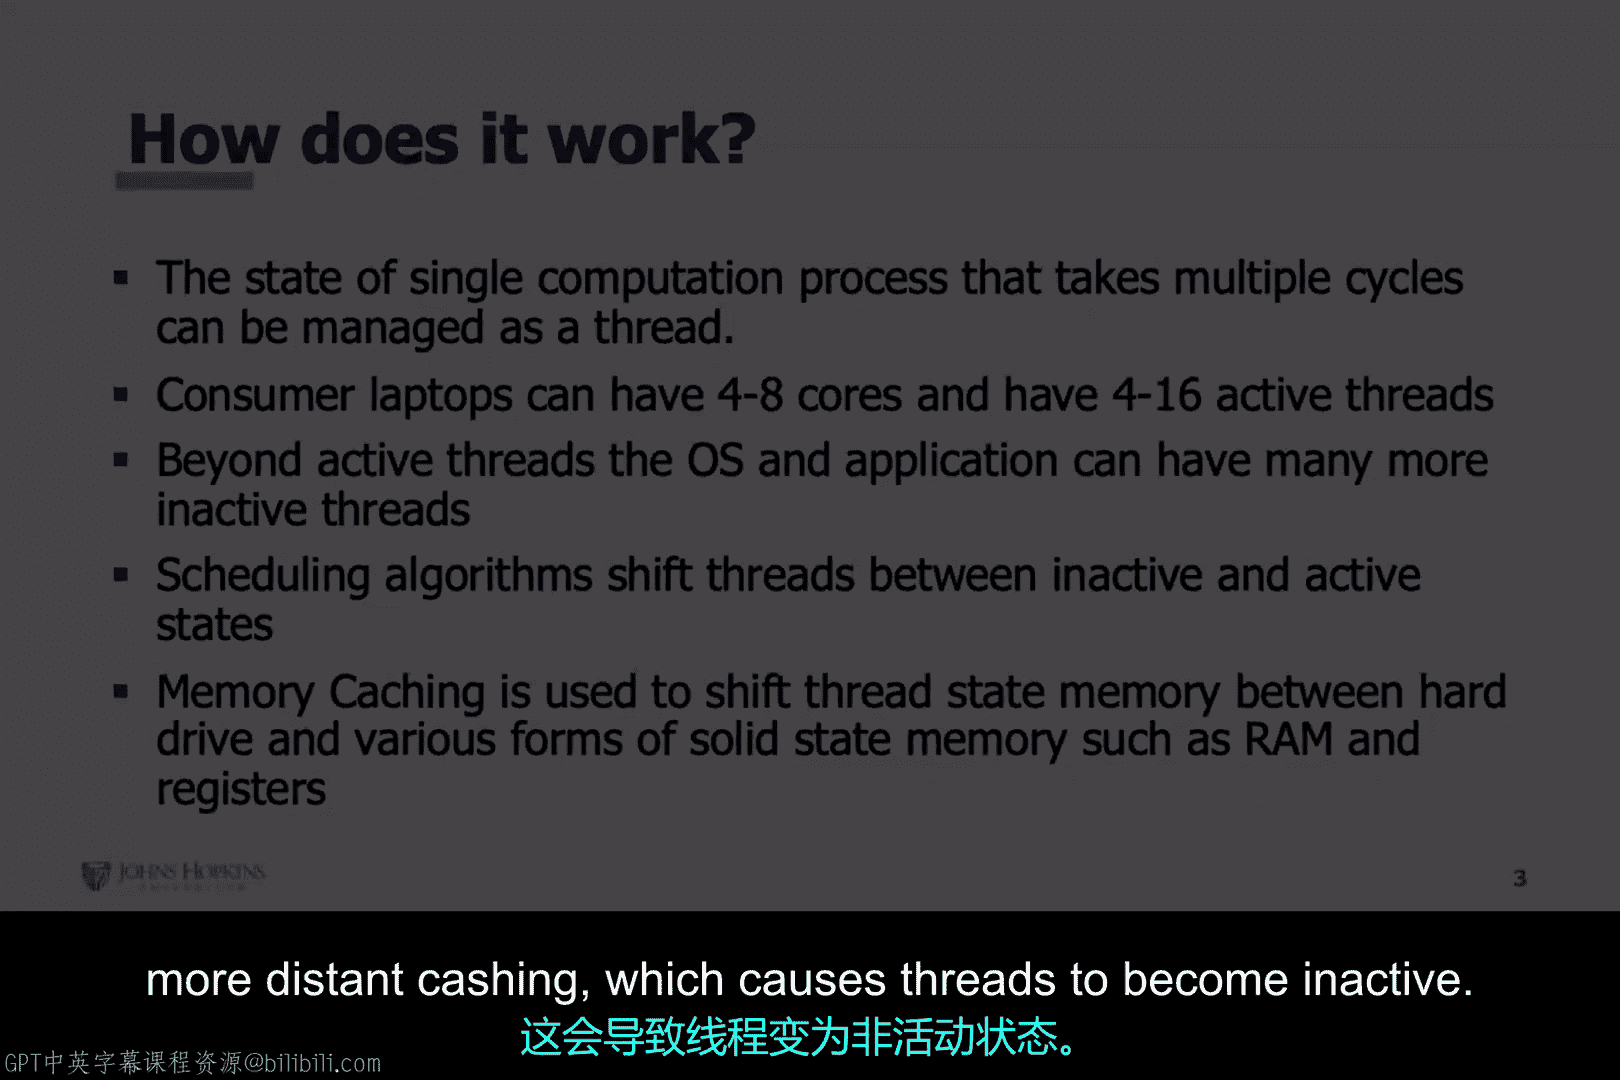 How does it work?
▪ The state of single computation process that takes multiple cycles
can be managed as a thread.
▪ Consumer laptops can have 4-8 cores and have 4-16 active threads
▪ Beyond active threads the OS and application can have many more
inactive threads
▪ Scheduling algorithms shift threads between inactive and active
states
▪ Memory Caching is used to shift thread state memory between hard
drive and various forms of solid state memory such as RAM and
registers
JOHNS HOPKINS
3
more distant cashing, which causes threads to become inactive.
这会导致线程变为非活动状态。
GPT中英字幕课程资源@bilibili.com